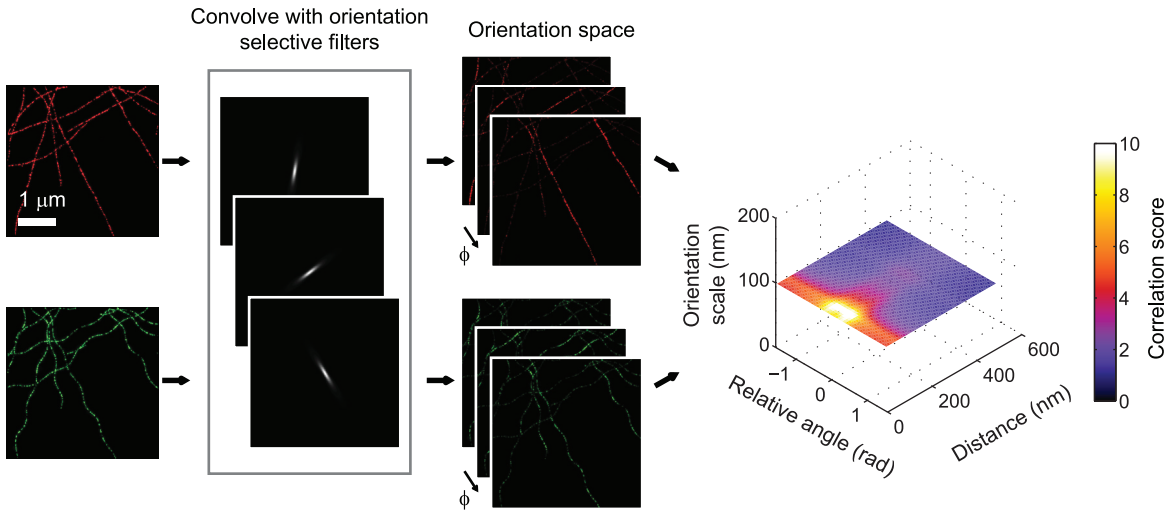 Convolve with orientation
selective filters
Orientation space
1 μm
ϕ
ϕ
Orientation
scale (nm)
200
100
0
−1
0
1
Relative angle (rad)
0
200
400
600
Distance (nm)
10
8
6
4
2
0
Correlation score